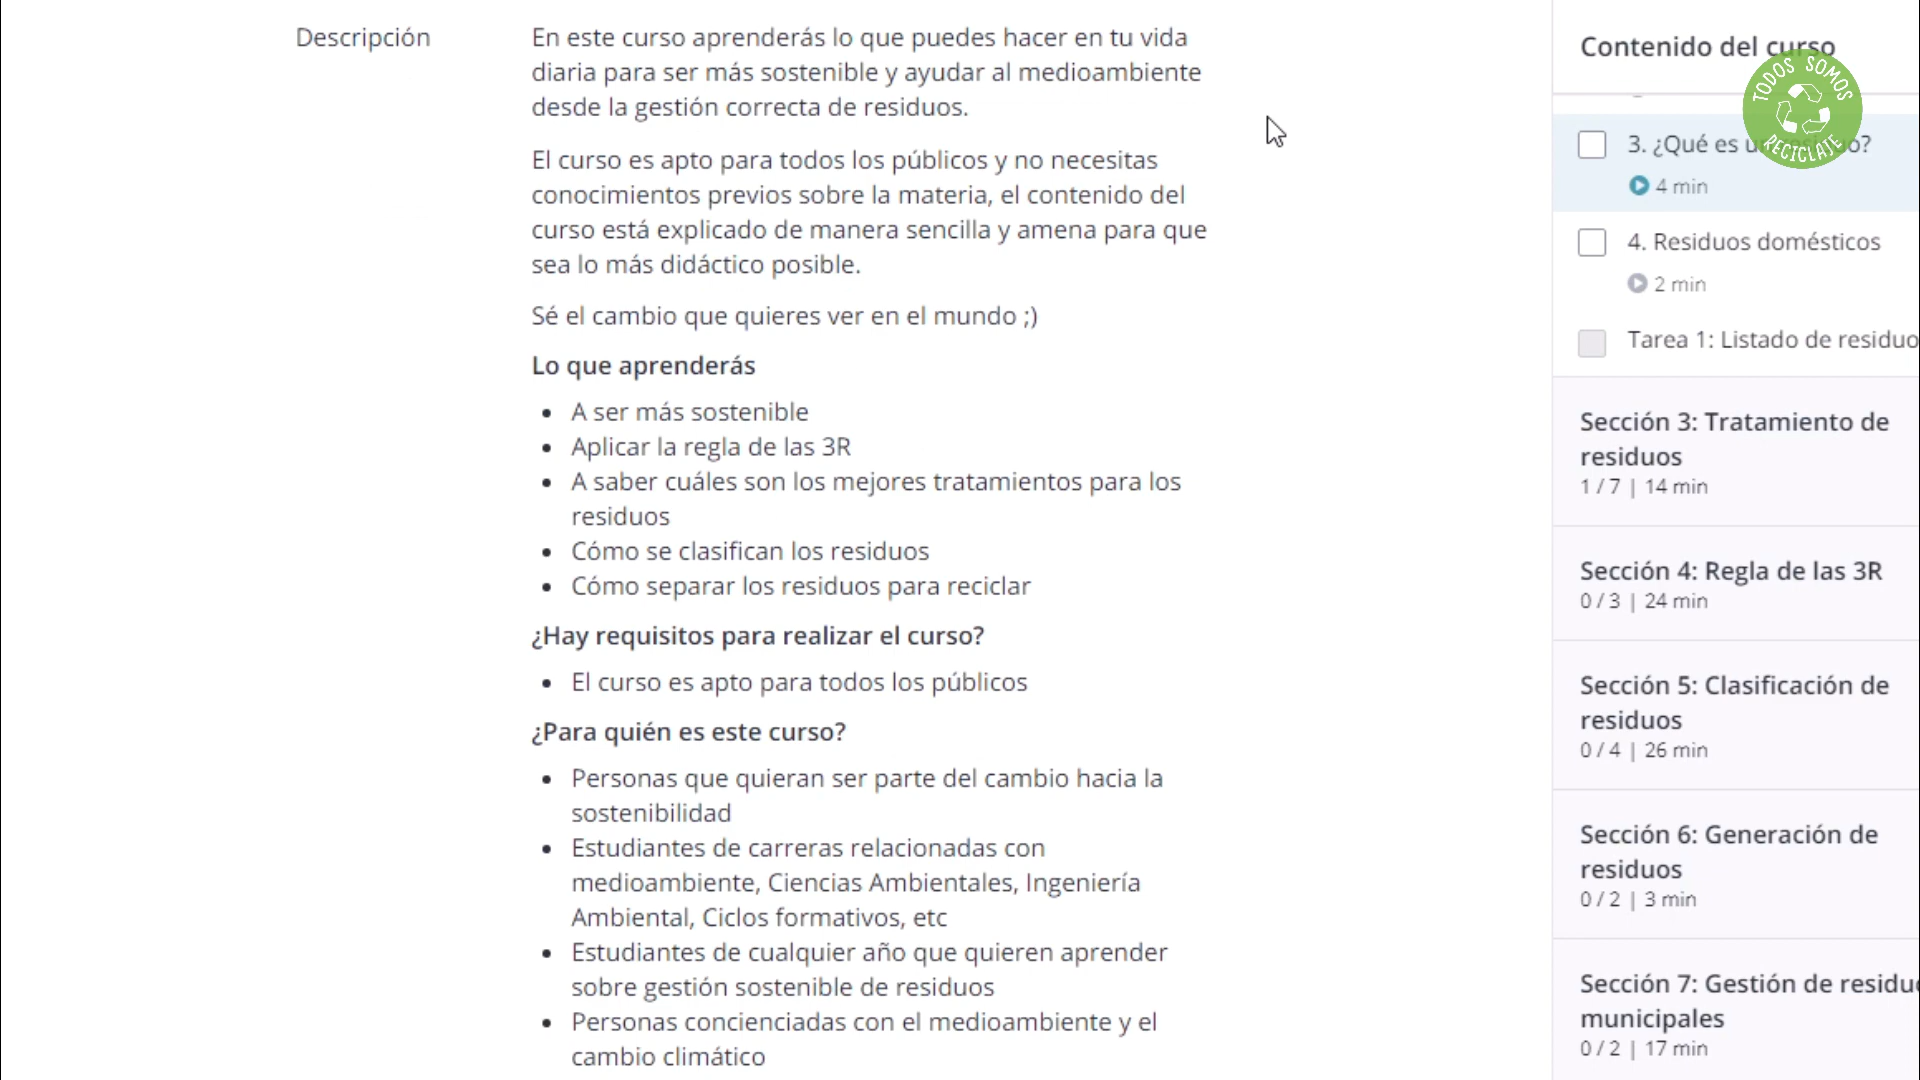 Descripción
En este curso aprenderás lo que puedes hacer en tu vida
diaria para ser más sostenible y ayudar al medioambiente
desde la gestión correcta de residuos.
El curso es apto para todos los públicos y no necesitas
conocimientos previos sobre la materia, el contenido del
curso está explicado de manera sencilla y amena para que
sea lo más didáctico posible.
Sé el cambio que quieres ver en el mundo ;)
Lo que aprenderás
• A ser más sostenible
• Aplicar la regla de las 3R
• A saber cuáles son los mejores tratamientos para los
residuos
• Cómo se clasifican los residuos
• Cómo separar los residuos para reciclar
¿Hay requisitos para realizar el curso?
• El curso es apto para todos los públicos
¿Para quién es este curso?
• Personas que quieran ser parte del cambio hacia la
sostenibilidad
• Estudiantes de carreras relacionadas con
medioambiente, Ciencias Ambientales, Ingeniería
Ambiental, Ciclos formativos, etc
• Estudiantes de cualquier año que quieren aprender
sobre gestión sostenible de residuos
• Personas concienciadas con el medioambiente y el
cambio climático
Contenido del curso
TODOS SOMOS
RECICLAJE
3. ¿Qué es
4 min
4. Residuos domésticos
2 min
Tarea 1: Listado de residuo
Sección 3: Tratamiento de
residuos
1 / 7 | 14 min
Sección 4: Regla de las 3R
0 / 3 | 24 min
Sección 5: Clasificación de
residuos
0 / 4 | 26 min
Sección 6: Generación de
residuos
0 / 2 | 3 min
Sección 7: Gestión de residu
municipales
0 / 2 | 17 min